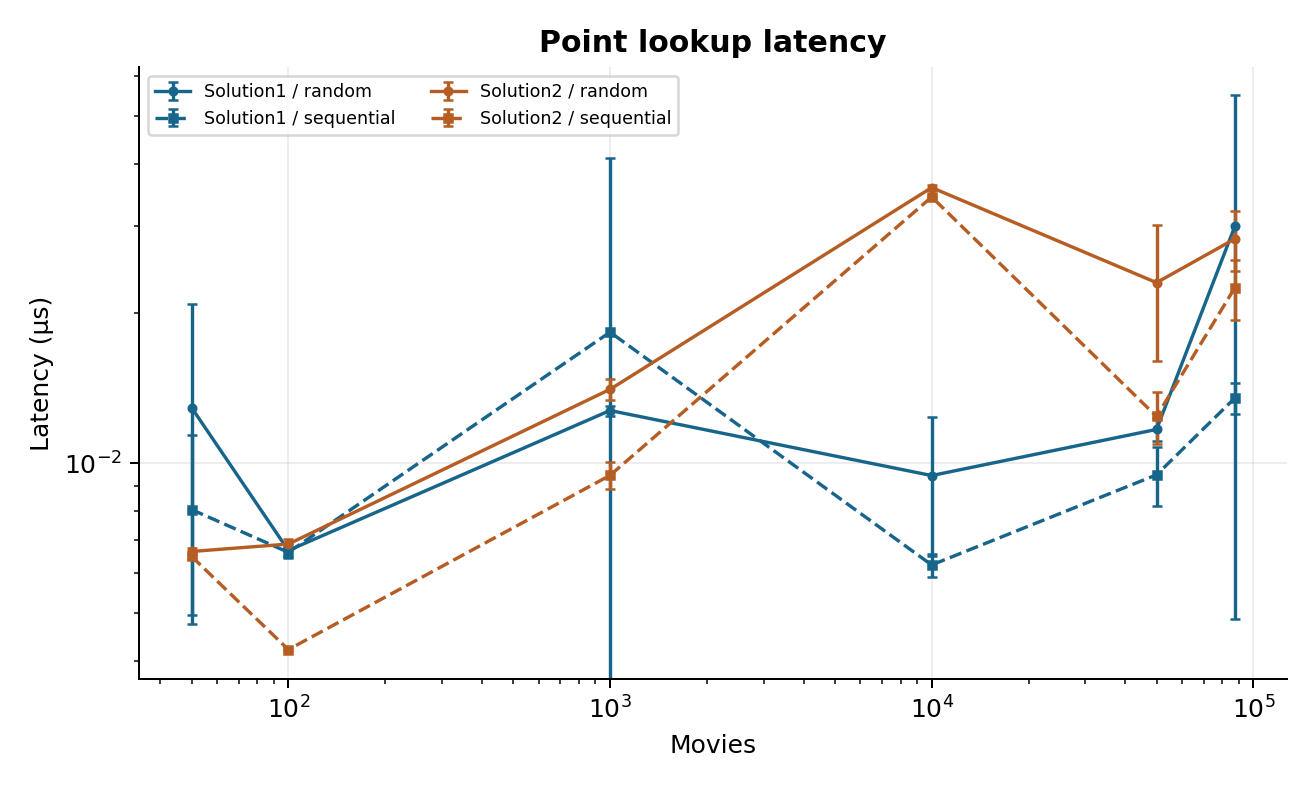 Point lookup latency
Solution1 / random
Solution1 / sequential
Solution2 / random
Solution2 / sequential
Latency (µs)
10⁻²
10² 10³ 10⁴ 10⁵
Movies